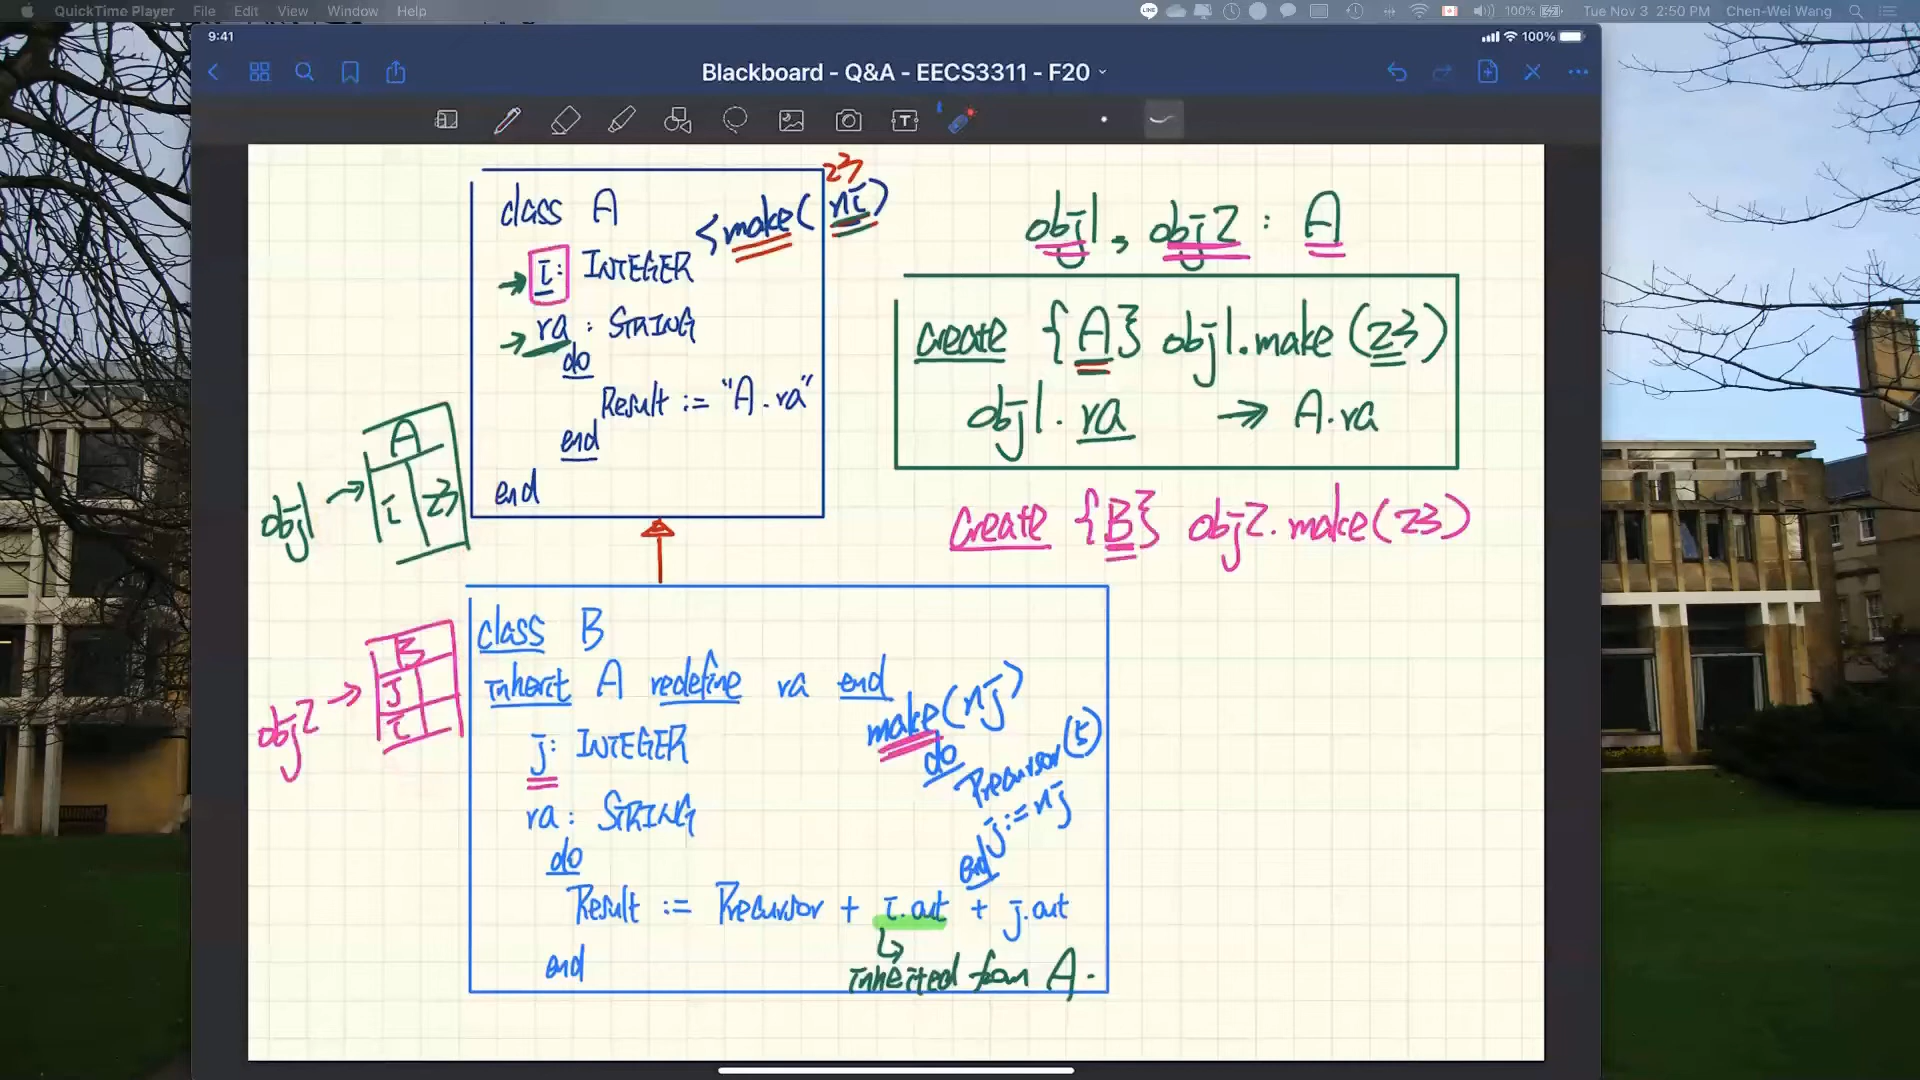 QuickTime Player File Edit View Window Help
LINE 100% Tue Nov 3 2:50 PM Chen-Wei Wang
9:41
100%
Blackboard - Q&A - EECS3311 - F20
T
class A
23
<make(ni)
i: INTEGER
ra : STRING
do
Result := "A.ra"
end
end
obj1
A
i 23
obj1, obj2 : A
create {A} obj1.make (23)
obj1.ra → A.ra
create {B} obj2.make(23)
class B
inherit A redefine ra end
j: INTEGER
ra : STRING
do
Result := Precursor + i.out + j.out
end
make(nj)
do
Precursor(5)
j := nj
end
inherited from A.
obj2
B
j
i